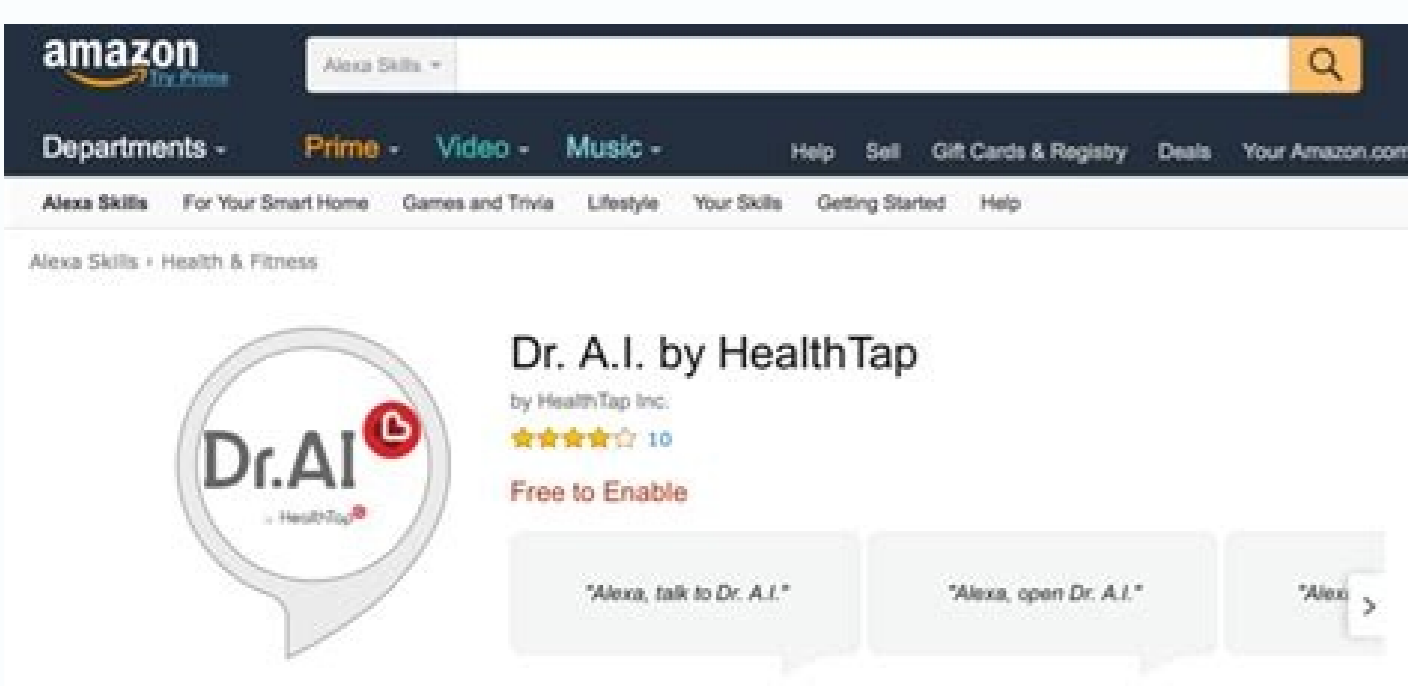 amazon
Try Prime
Alexa Skills
Departments
Prime
Video
Music
Help
Sell
Gift Cards & Registry
Deals
Your Amazon.com
Alexa Skills
For Your Smart Home
Games and Trivia
Lifestyle
Your Skills
Getting Started
Help
Alexa Skills › Health & Fitness
Dr.AI
by HealthTap
Dr. A.I. by HealthTap
by HealthTap Inc.
10
Free to Enable
"Alexa, talk to Dr. A.I."
"Alexa, open Dr. A.I."
"Alex